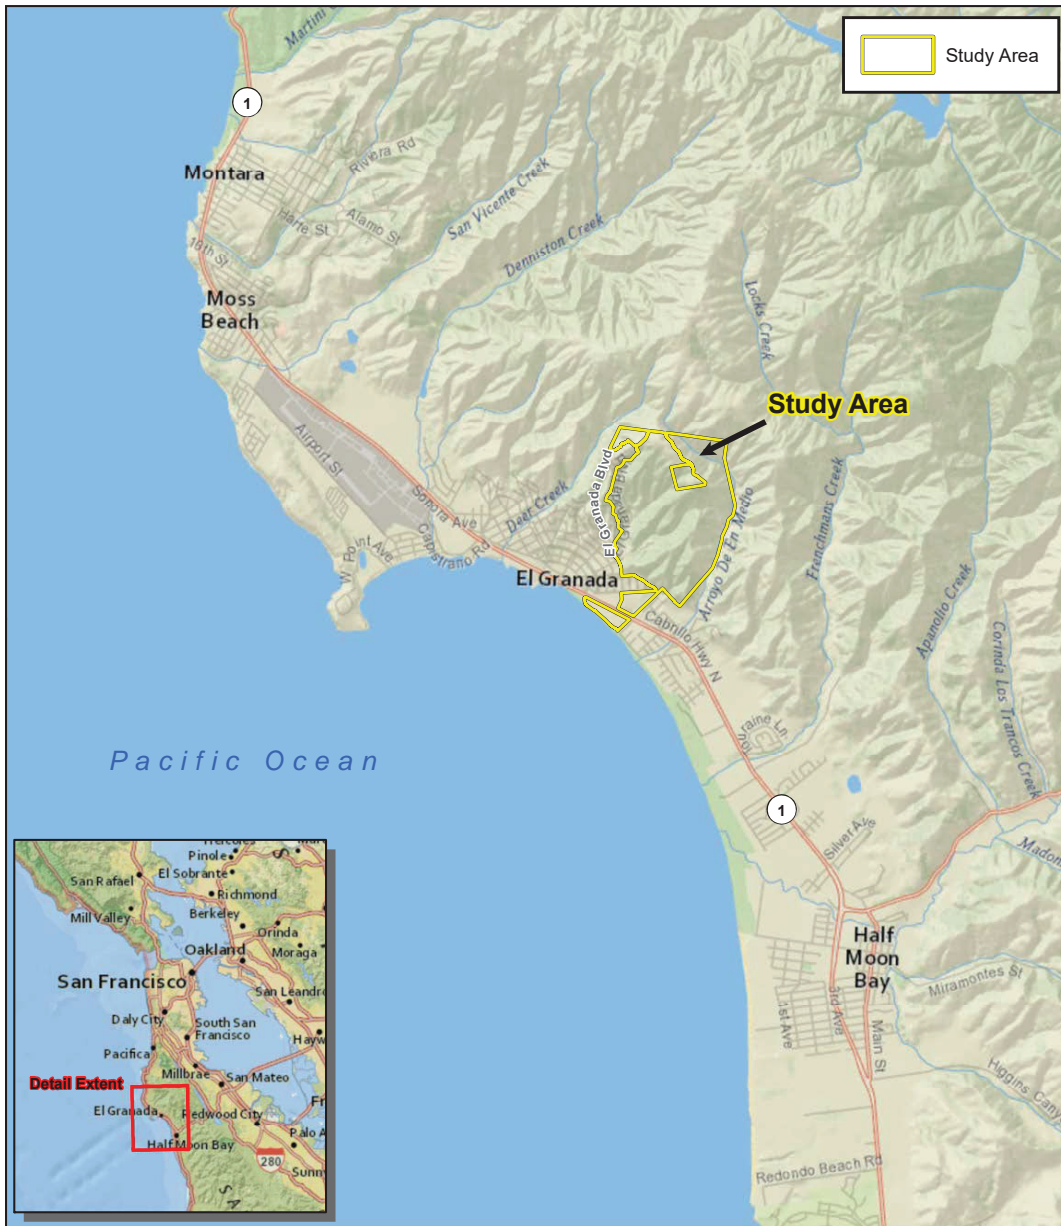 Study Area
Martini Creek
1
Montara
Riviera Rd
Harte St
Alamo St
San Vicente Creek
Denniston Creek
16th St
Moss
Beach
Locks Creek
Study Area
Airport St
Sonora Ave
Capistrano Rd
W Point Ave
Deer Creek
El Granada Blvd
El Granada
Arroyo De En Medio
Frenchmans Creek
Apanolio Creek
Corinda Los Trancos Creek
Cabrillo Hwy N
Pacific Ocean
1
Silver Ave
Half
Moon
Bay
Miramontes St
1st Ave
3rd Ave
Main St
Redondo Beach Rd
Pinole
San Rafael
El Sobrante
Richmond
Mill Valley
Berkeley
Orinda
Oakland
Moraga
San Francisco
San Leandr
Daly City
South San
Francisco
Hayw
Pacifica
Millbrae
San Mateo
Detail Extent
El Granada
Redwood City
Half Moon Bay
Palo A
280
Sunny